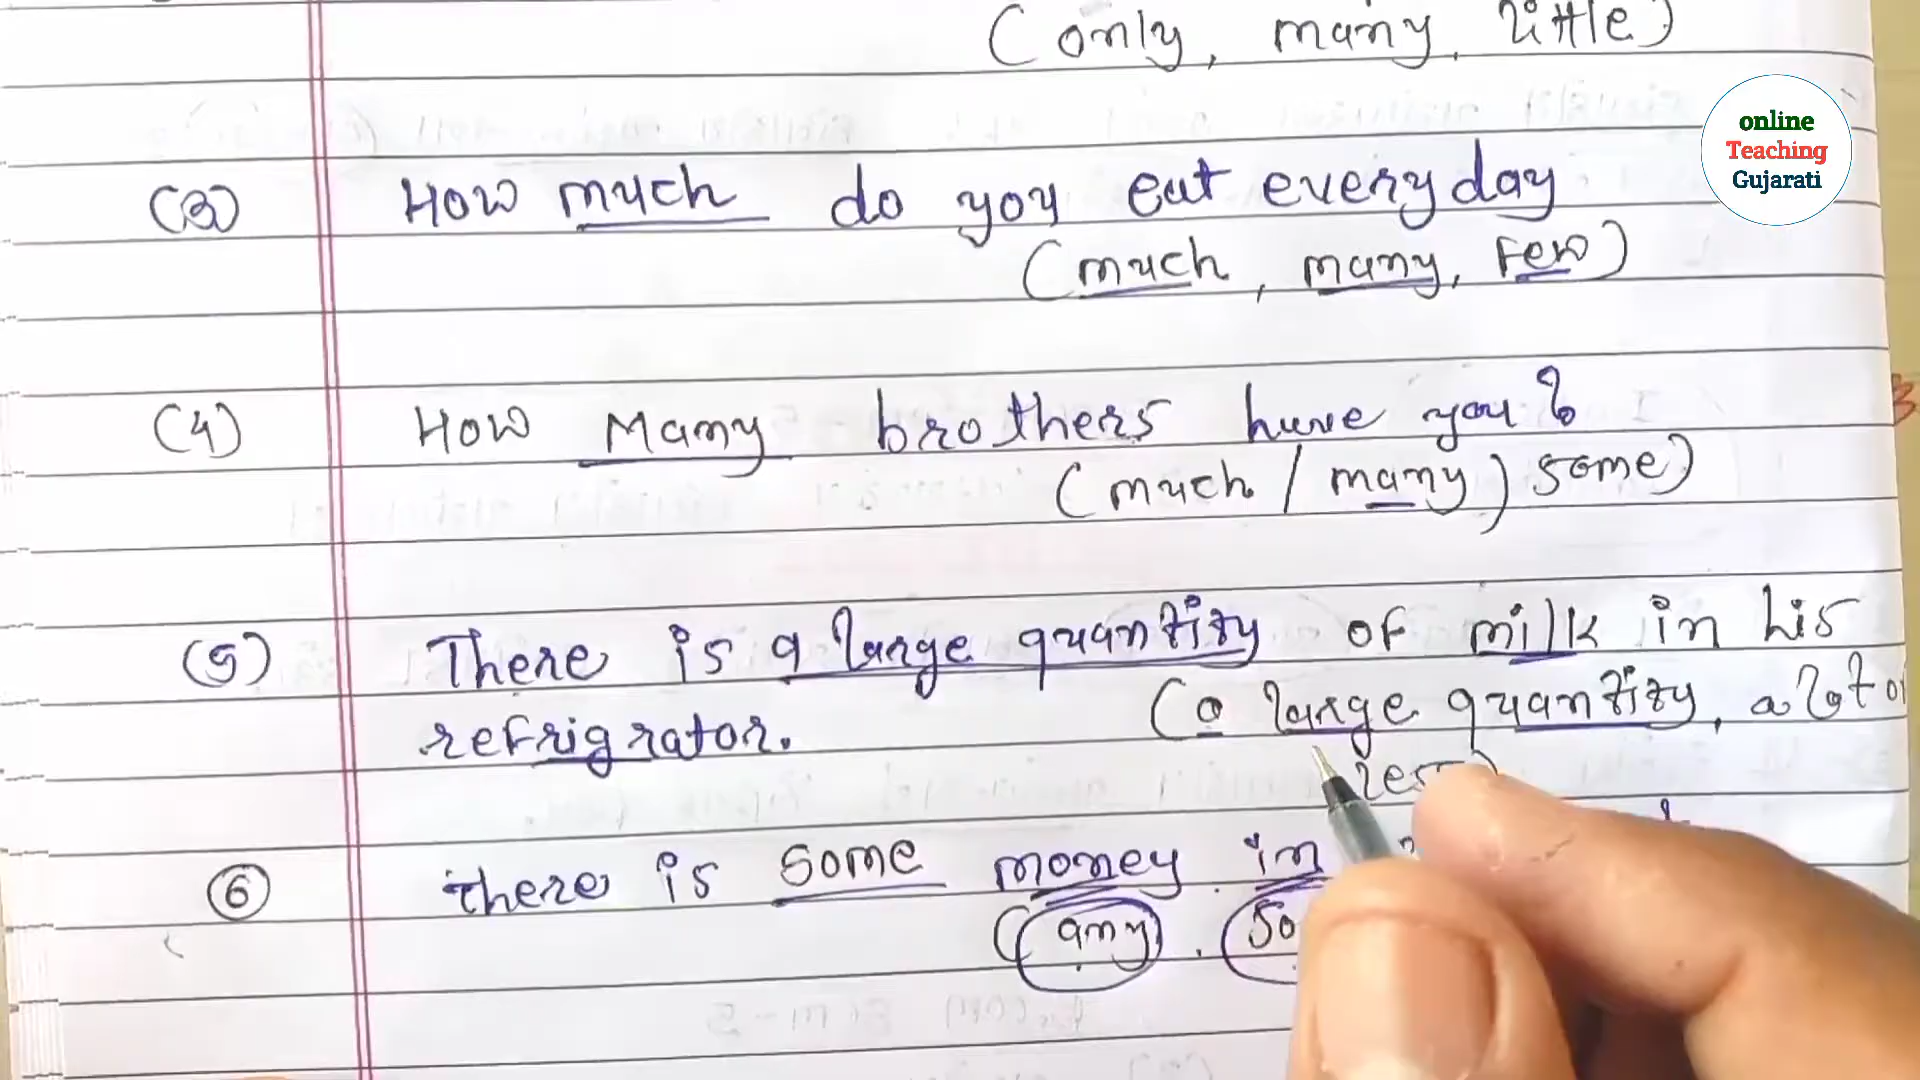 (only, many, little)
online
Teaching
Gujarati
(3) How much do you eat everyday
(much, many, Few)
(4) How Many brothers have you?
(much / many) some)
(5) There is a large quantity of milk in his
refrigrator. (a large quantity, a lot of
less)
6 there is some money in
(any,